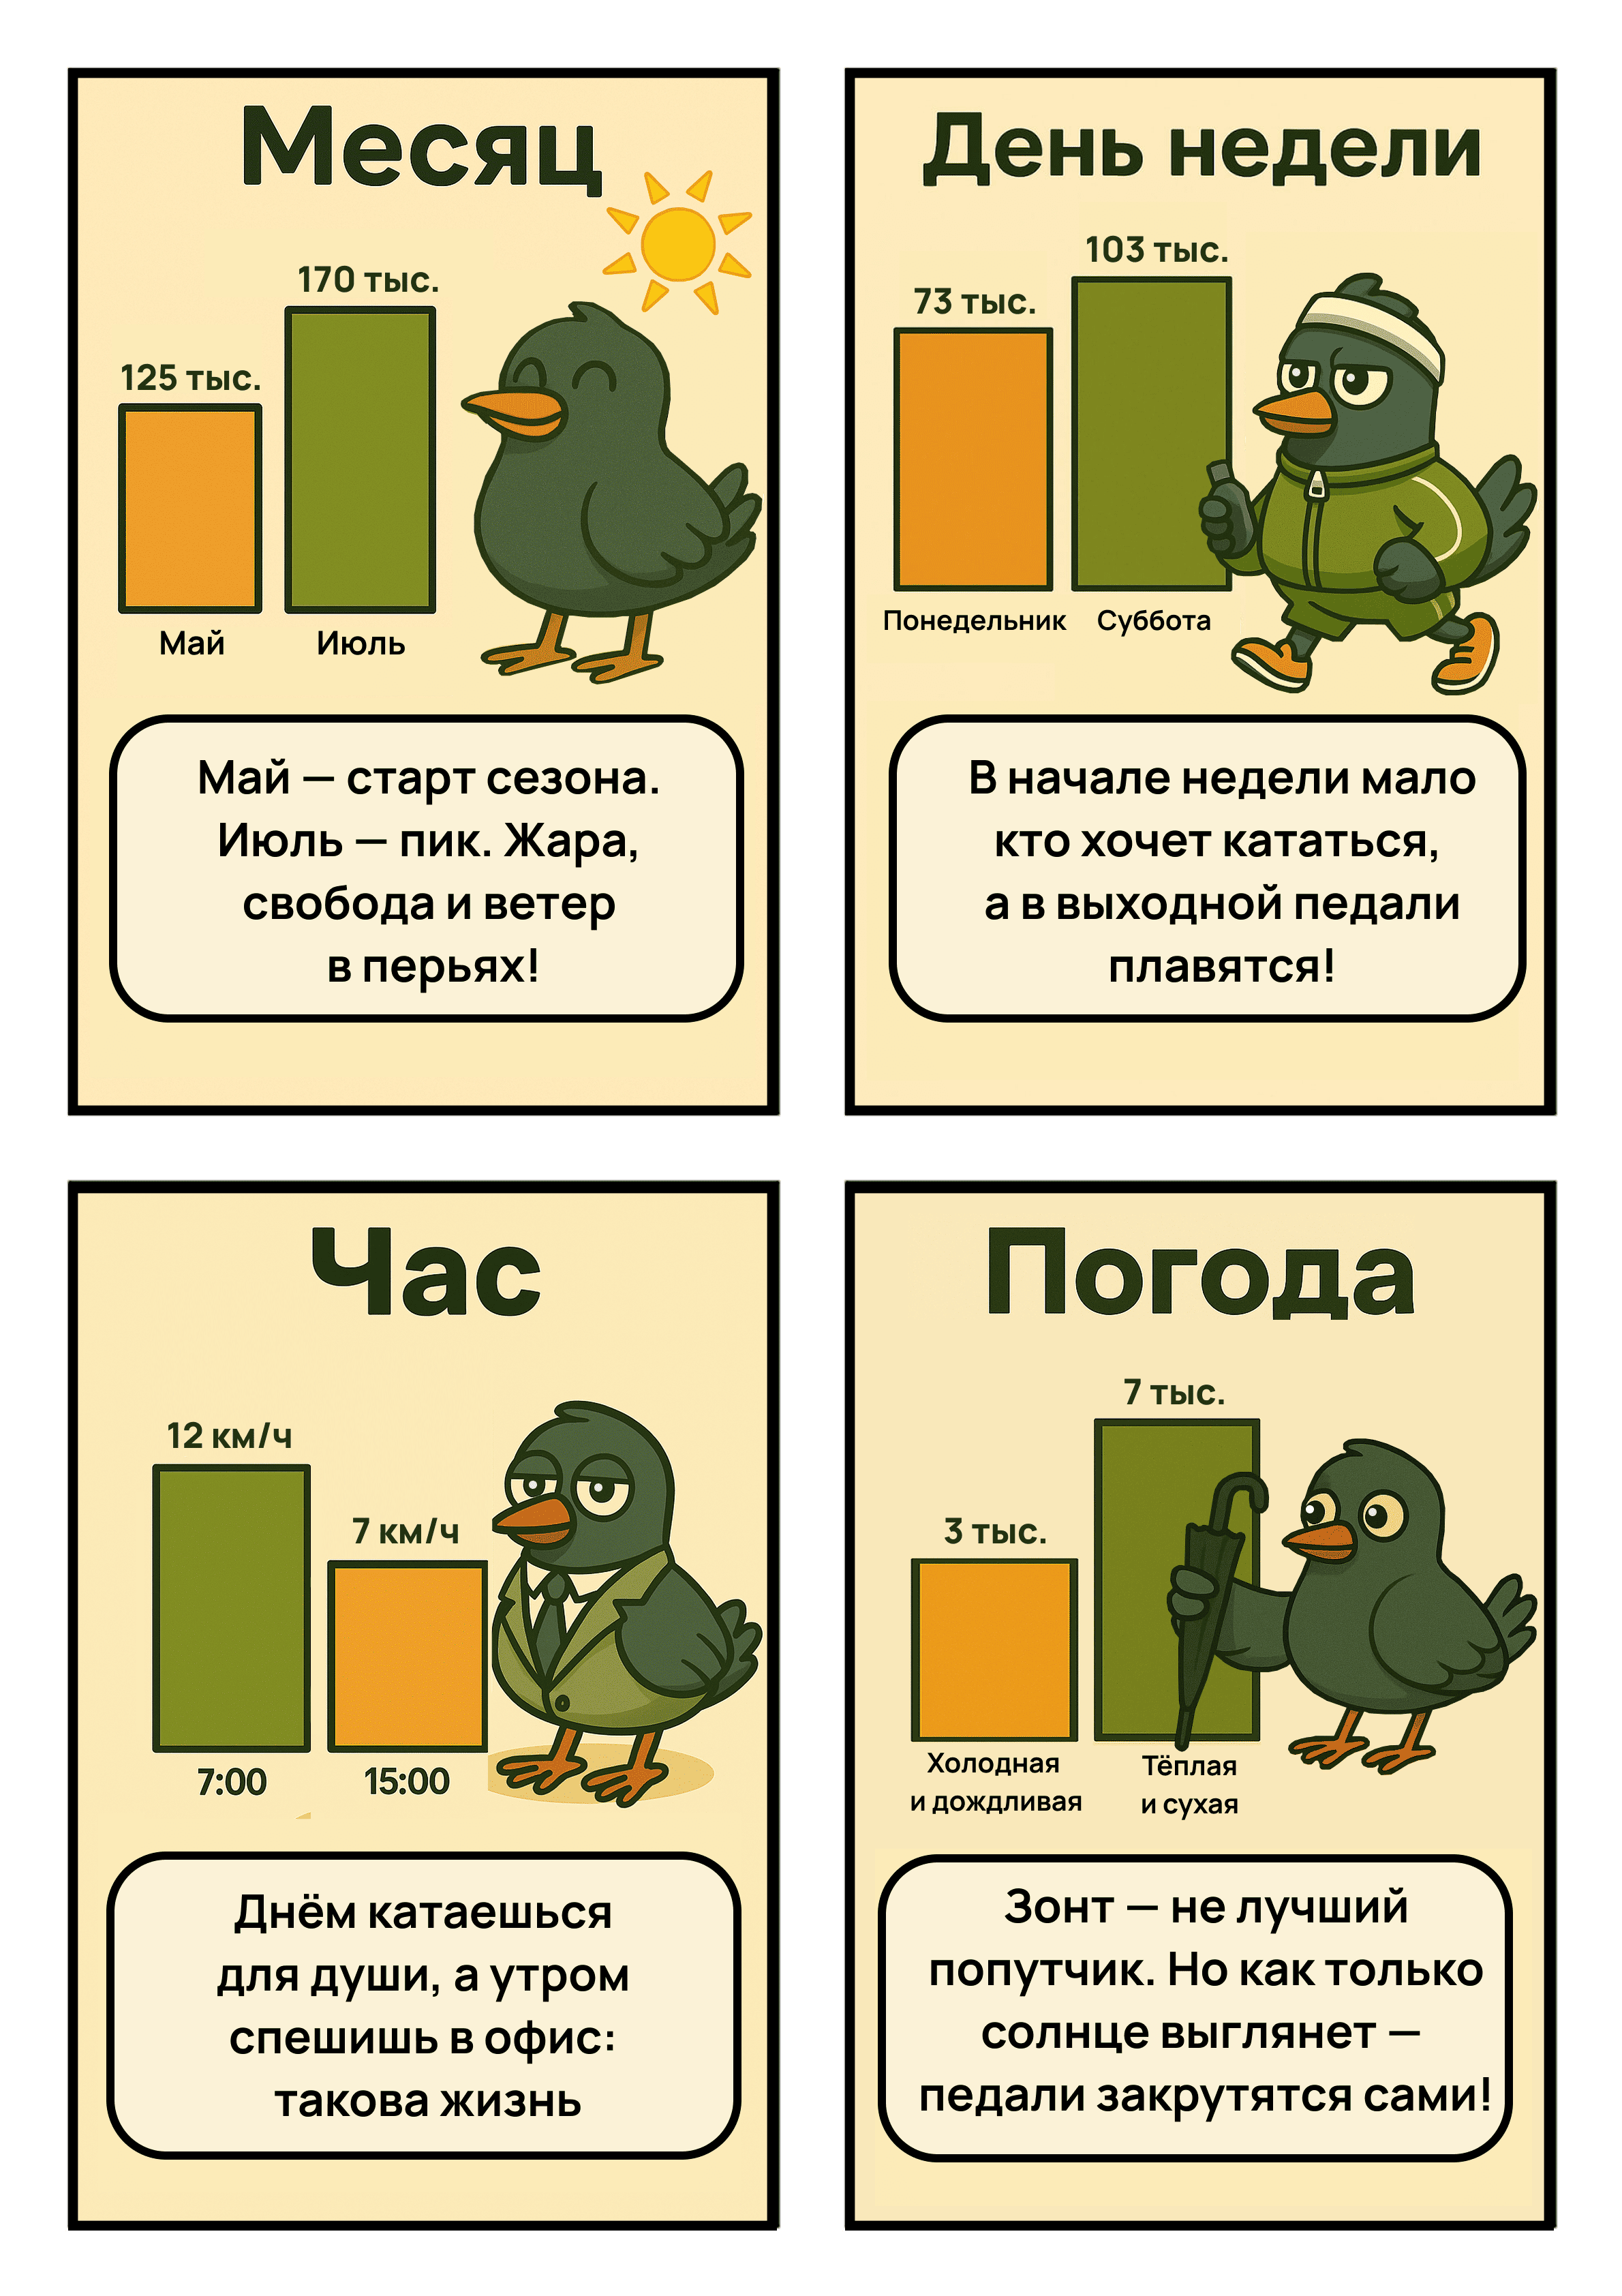 Месяц
170 тыс.
125 тыс.
Май
Июль
Май — старт сезона.
Июль — пик. Жара,
свобода и ветер
в перьях!
День недели
103 тыс.
73 тыс.
Понедельник
Суббота
В начале недели мало
кто хочет кататься,
а в выходной педали
плавятся!
Час
12 км/ч
7 км/ч
7:00
15:00
Днём катаешься
для души, а утром
спешишь в офис:
такова жизнь
Погода
7 тыс.
3 тыс.
Холодная
и дождливая
Тёплая
и сухая
Зонт — не лучший
попутчик. Но как только
солнце выглянет —
педали закрутятся сами!